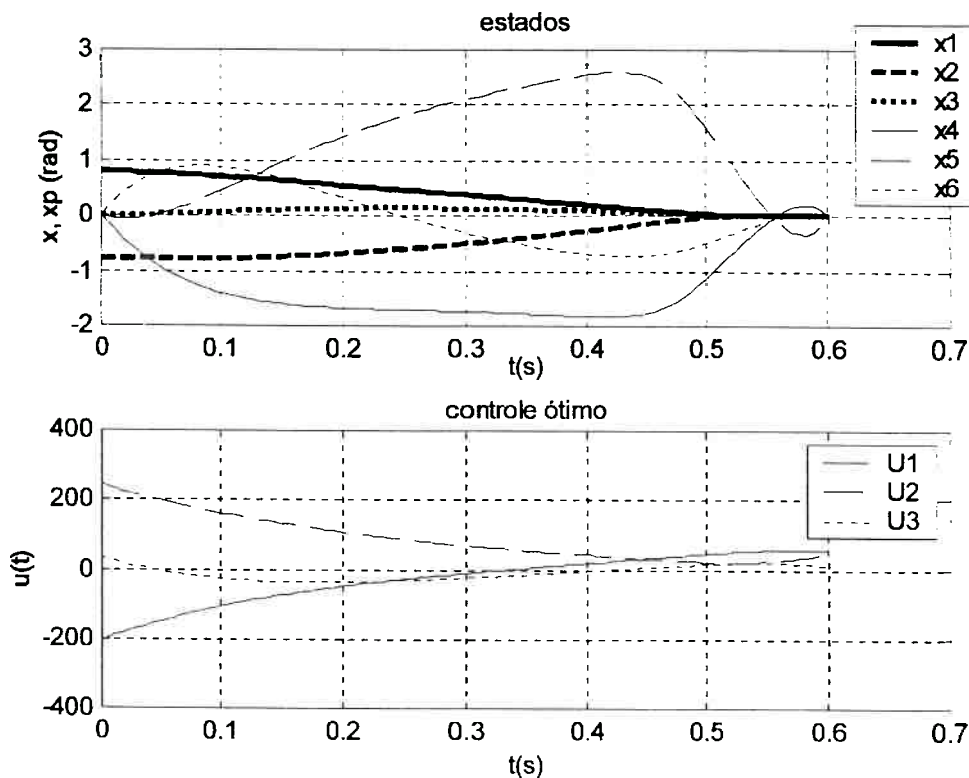 estados
x, xp (rad)
3
2
1
0
-1
-2
0
0.1
0.2
0.3
0.4
0.5
0.6
0.7
t(s)
x1
x2
x3
x4
x5
x6
controle ótimo
u(t)
400
200
0
-200
-400
0
0.1
0.2
0.3
0.4
0.5
0.6
0.7
t(s)
U1
U2
U3